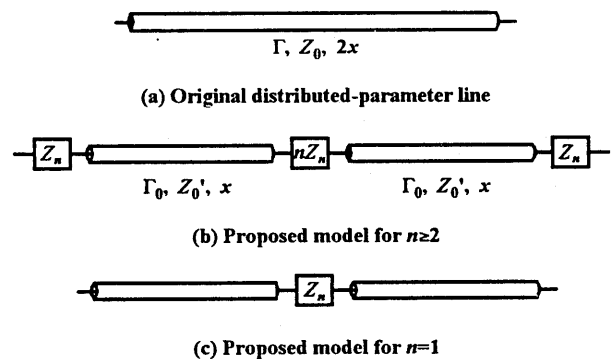 Γ, Z₀, 2x
(a) Original distributed-parameter line
Zₙ nZₙ Zₙ
Γ₀, Z₀', x Γ₀, Z₀', x
(b) Proposed model for n≥2
Zₙ
(c) Proposed model for n=1